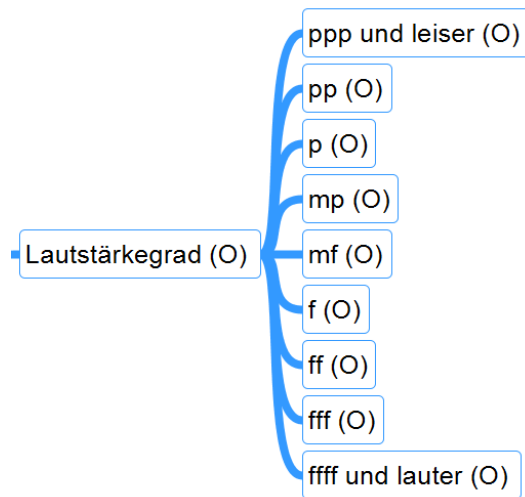 ppp und leiser (O)
pp (O)
p (O)
mp (O)
Lautstärkegrad (O)
mf (O)
f (O)
ff (O)
fff (O)
ffff und lauter (O)